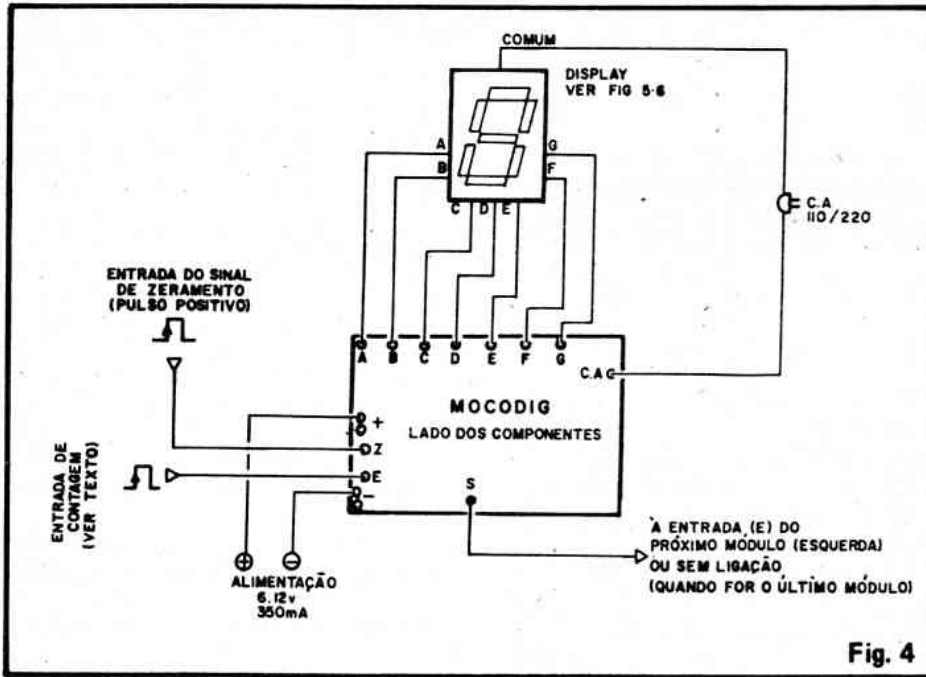 COMUM
DISPLAY
VER FIG 5-6
A
B
C D E
G
F
C.A
110/220
ENTRADA DO SINAL
DE ZERAMENTO
(PULSO POSITIVO)
A B C D E F G
C.A
MOCODIG
LADO DOS COMPONENTES
+
Z
E
-
S
ENTRADA DE
CONTAGEM
(VER TEXTO)
+ -
ALIMENTAÇÃO
6.12v
350mA
À ENTRADA (E) DO
PRÓXIMO MÓDULO (ESQUERDA)
OU SEM LIGAÇÃO
(QUANDO FOR O ÚLTIMO MÓDULO)
Fig. 4